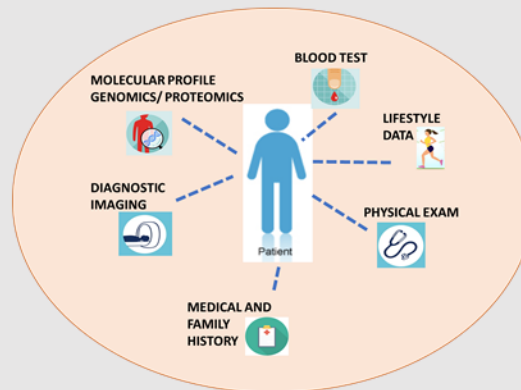 BLOOD TEST
MOLECULAR PROFILE
GENOMICS/ PROTEOMICS
LIFESTYLE
DATA
DIAGNOSTIC
IMAGING
PHYSICAL EXAM
Patient
MEDICAL AND
FAMILY
HISTORY